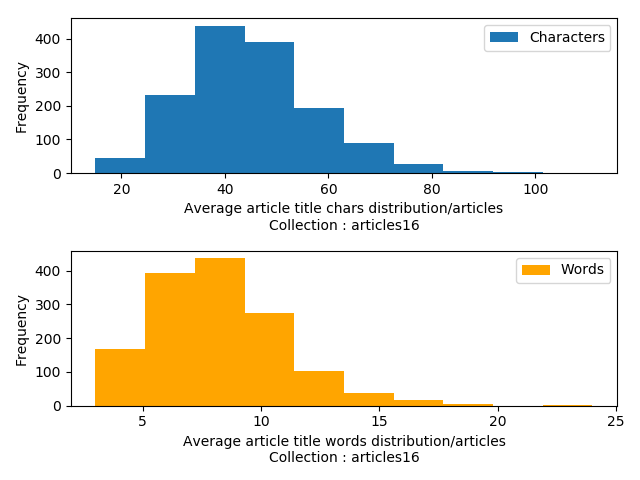 Characters
Frequency
400
300
200
100
0
20 40 60 80 100
Average article title chars distribution/articles
Collection : articles16
Words
Frequency
400
300
200
100
0
5 10 15 20 25
Average article title words distribution/articles
Collection : articles16